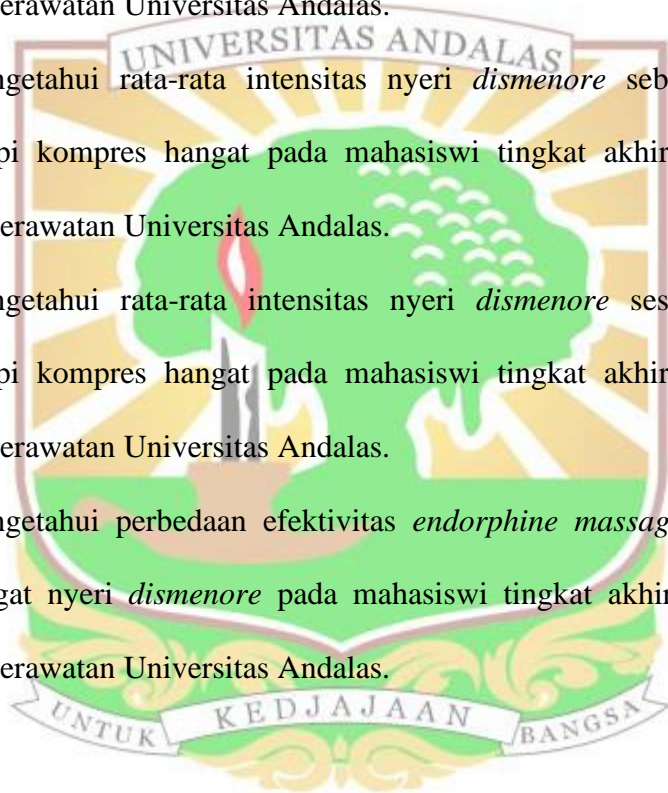 erawatan Universitas Andalas.
UNIVERSITAS ANDALAS
ngetahui rata-rata intensitas nyeri dismenore seb
pi kompres hangat pada mahasiswi tingkat akhir
erawatan Universitas Andalas.
ngetahui rata-rata intensitas nyeri dismenore ses
pi kompres hangat pada mahasiswi tingkat akhir
erawatan Universitas Andalas.
ngetahui perbedaan efektivitas endorphine massag
gat nyeri dismenore pada mahasiswi tingkat akhir
erawatan Universitas Andalas.
UNTUK KEDJAJAAN BANGSA